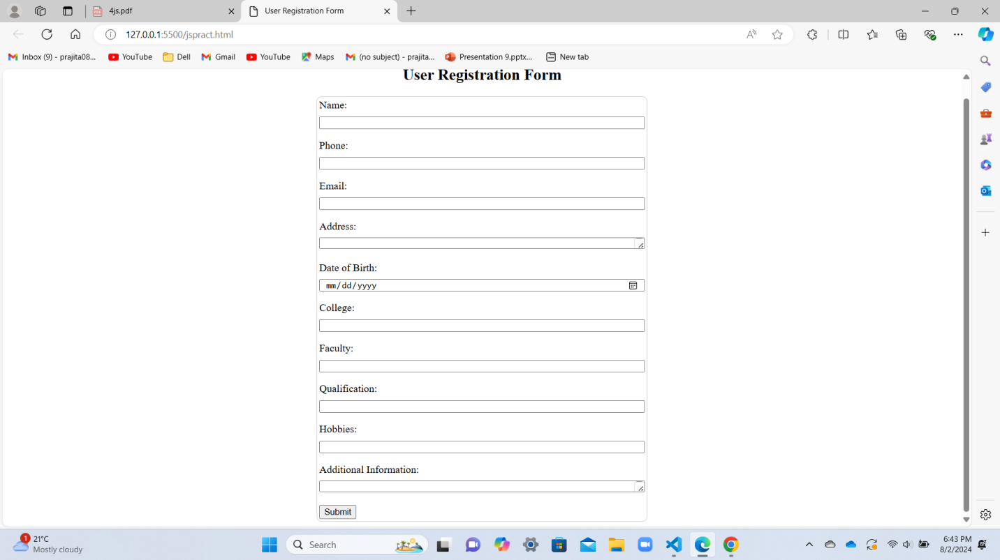 4js.pdf
User Registration Form
127.0.0.1:5500/jspract.html
Inbox (9) - prajita08...
YouTube
Dell
Gmail
YouTube
Maps
(no subject) - prajita...
Presentation 9.pptx...
New tab
User Registration Form
Name:
Phone:
Email:
Address:
Date of Birth:
mm/dd/yyyy
College:
Faculty:
Qualification:
Hobbies:
Additional Information:
Submit
1
21°C
Mostly cloudy
Search
6:43 PM
8/2/2024